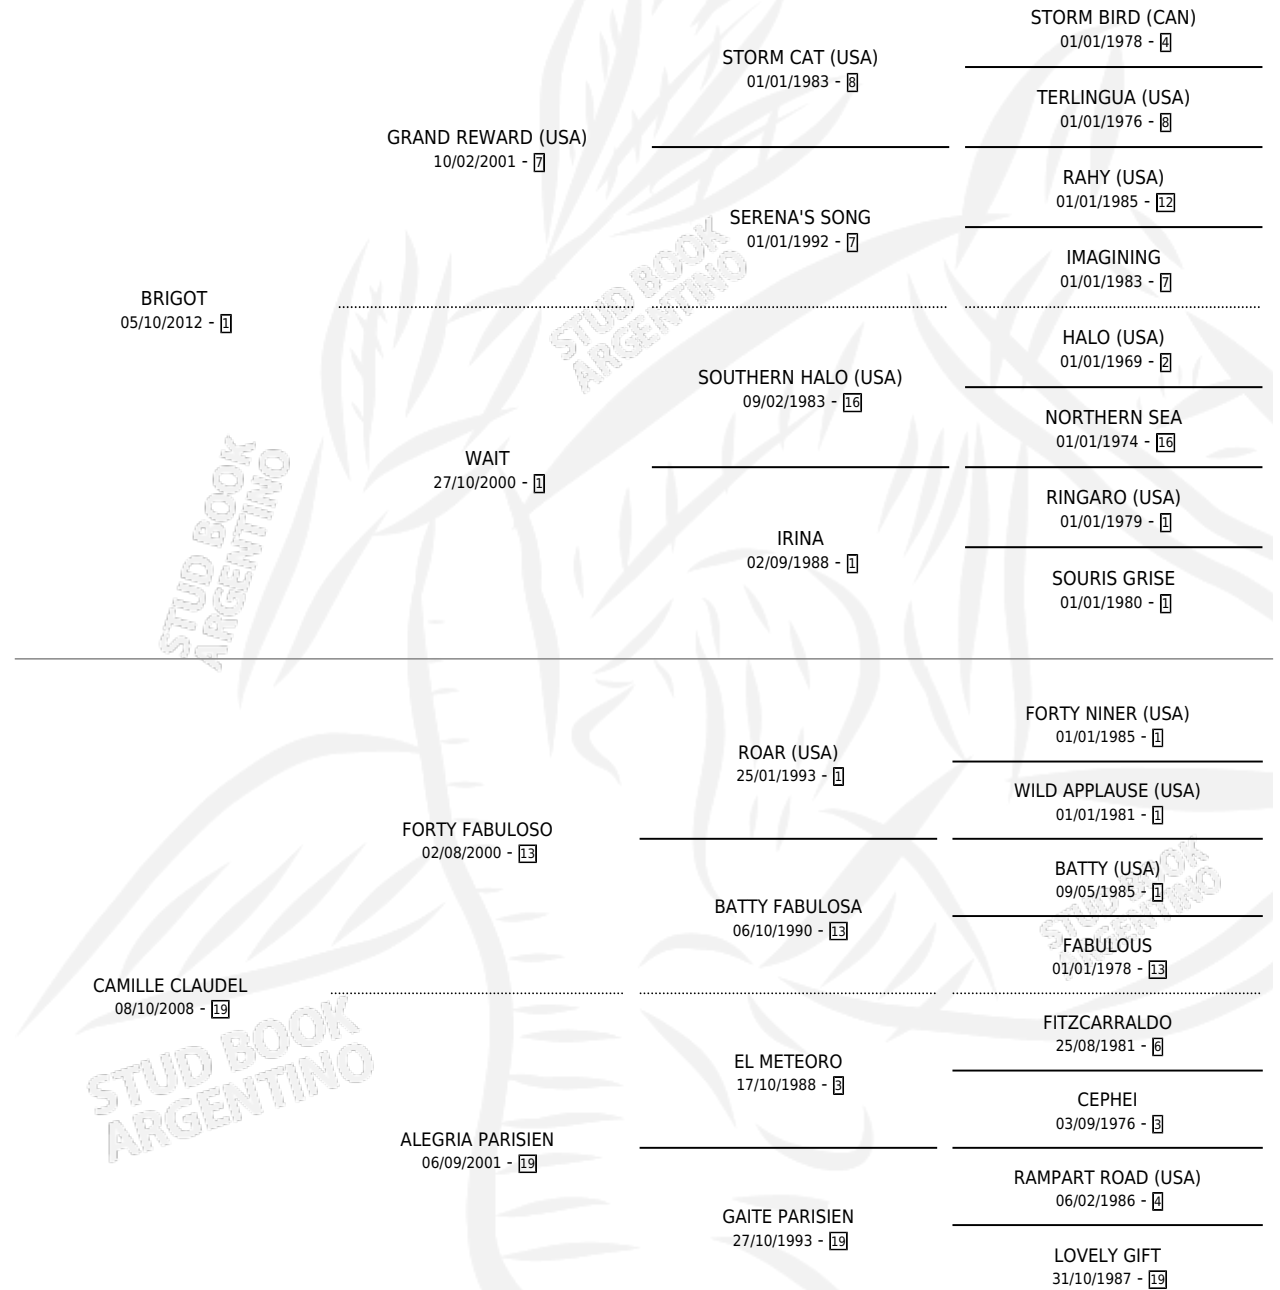 STORM BIRD (CAN)
01/01/1978 - 4
STORM CAT (USA)
01/01/1983 - 8
TERLINGUA (USA)
01/01/1976 - 8
GRAND REWARD (USA)
10/02/2001 - 7
RAHY (USA)
01/01/1985 - 12
SERENA'S SONG
01/01/1992 - 7
IMAGINING
01/01/1983 - 7
BRIGOT
05/10/2012 - 1
HALO (USA)
01/01/1969 - 2
SOUTHERN HALO (USA)
09/02/1983 - 16
NORTHERN SEA
01/01/1974 - 16
WAIT
27/10/2000 - 1
RINGARO (USA)
01/01/1979 - 1
IRINA
02/09/1988 - 1
SOURIS GRISE
01/01/1980 - 1
STUD BOOK
ARGENTINO
STUD BOOK
ARGENTINO
FORTY NINER (USA)
01/01/1985 - 1
ROAR (USA)
25/01/1993 - 1
WILD APPLAUSE (USA)
01/01/1981 - 1
FORTY FABULOSO
02/08/2000 - 13
BATTY (USA)
09/05/1985 - 1
BATTY FABULOSA
06/10/1990 - 13
FABULOUS
01/01/1978 - 13
CAMILLE CLAUDEL
08/10/2008 - 19
FITZCARRALDO
25/08/1981 - 6
EL METEORO
17/10/1988 - 3
CEPHEI
03/09/1976 - 3
ALEGRIA PARISIEN
06/09/2001 - 19
RAMPART ROAD (USA)
06/02/1986 - 4
GAITE PARISIEN
27/10/1993 - 19
LOVELY GIFT
31/10/1987 - 19
STUD BOOK
ARGENTINO
STUD BOOK
ARGENTINO